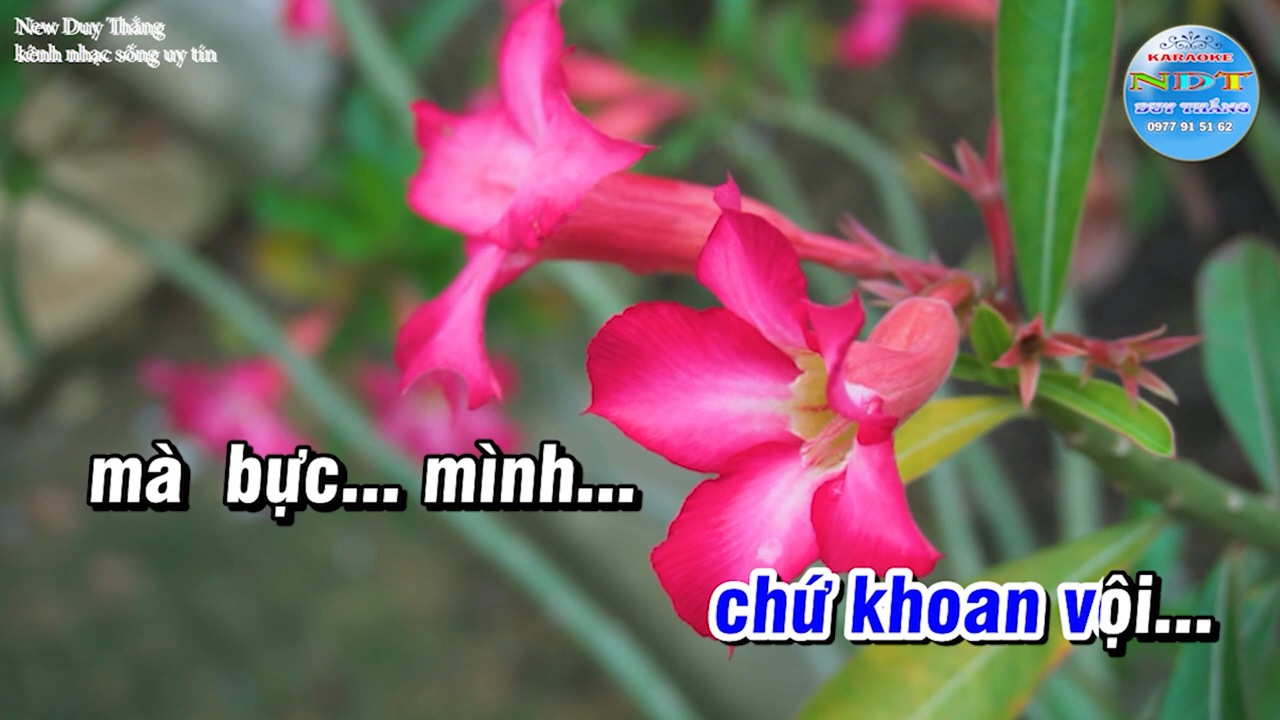 New Duy Thắng
kênh nhạc sống uy tín
KARAOKE
NDT
DUY THẮNG
0977 91 51 62
mà bực... mình...
chứ khoan vội...